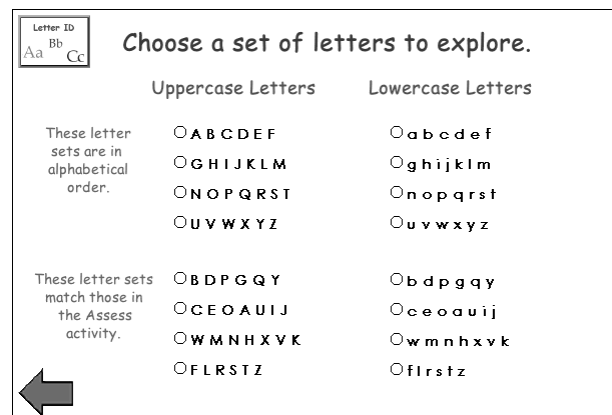 Letter ID
Aa Bb Cc
Choose a set of letters to explore.
Uppercase Letters
Lowercase Letters
These letter
sets are in
alphabetical
order.
A B C D E F
a b c d e f
G H I J K L M
g h i j k l m
N O P Q R S T
n o p q r s t
U V W X Y Z
u v w x y z
These letter sets
match those in
the Assess
activity.
B D P G Q Y
b d p g q y
C E O A U I J
c e o a u i j
W M N H X V K
w m n h x v k
F L R S T Z
f l r s t z